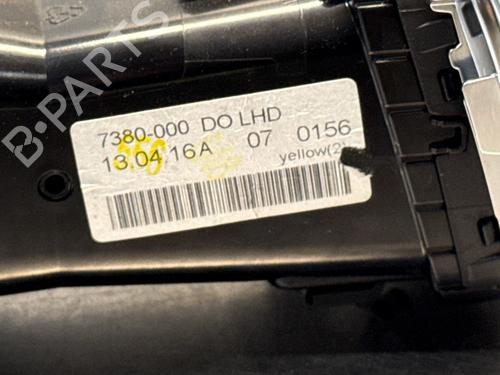 B-PARTS
7380-000 DO LHD
13.04.16A 07 0156
yellow(2)